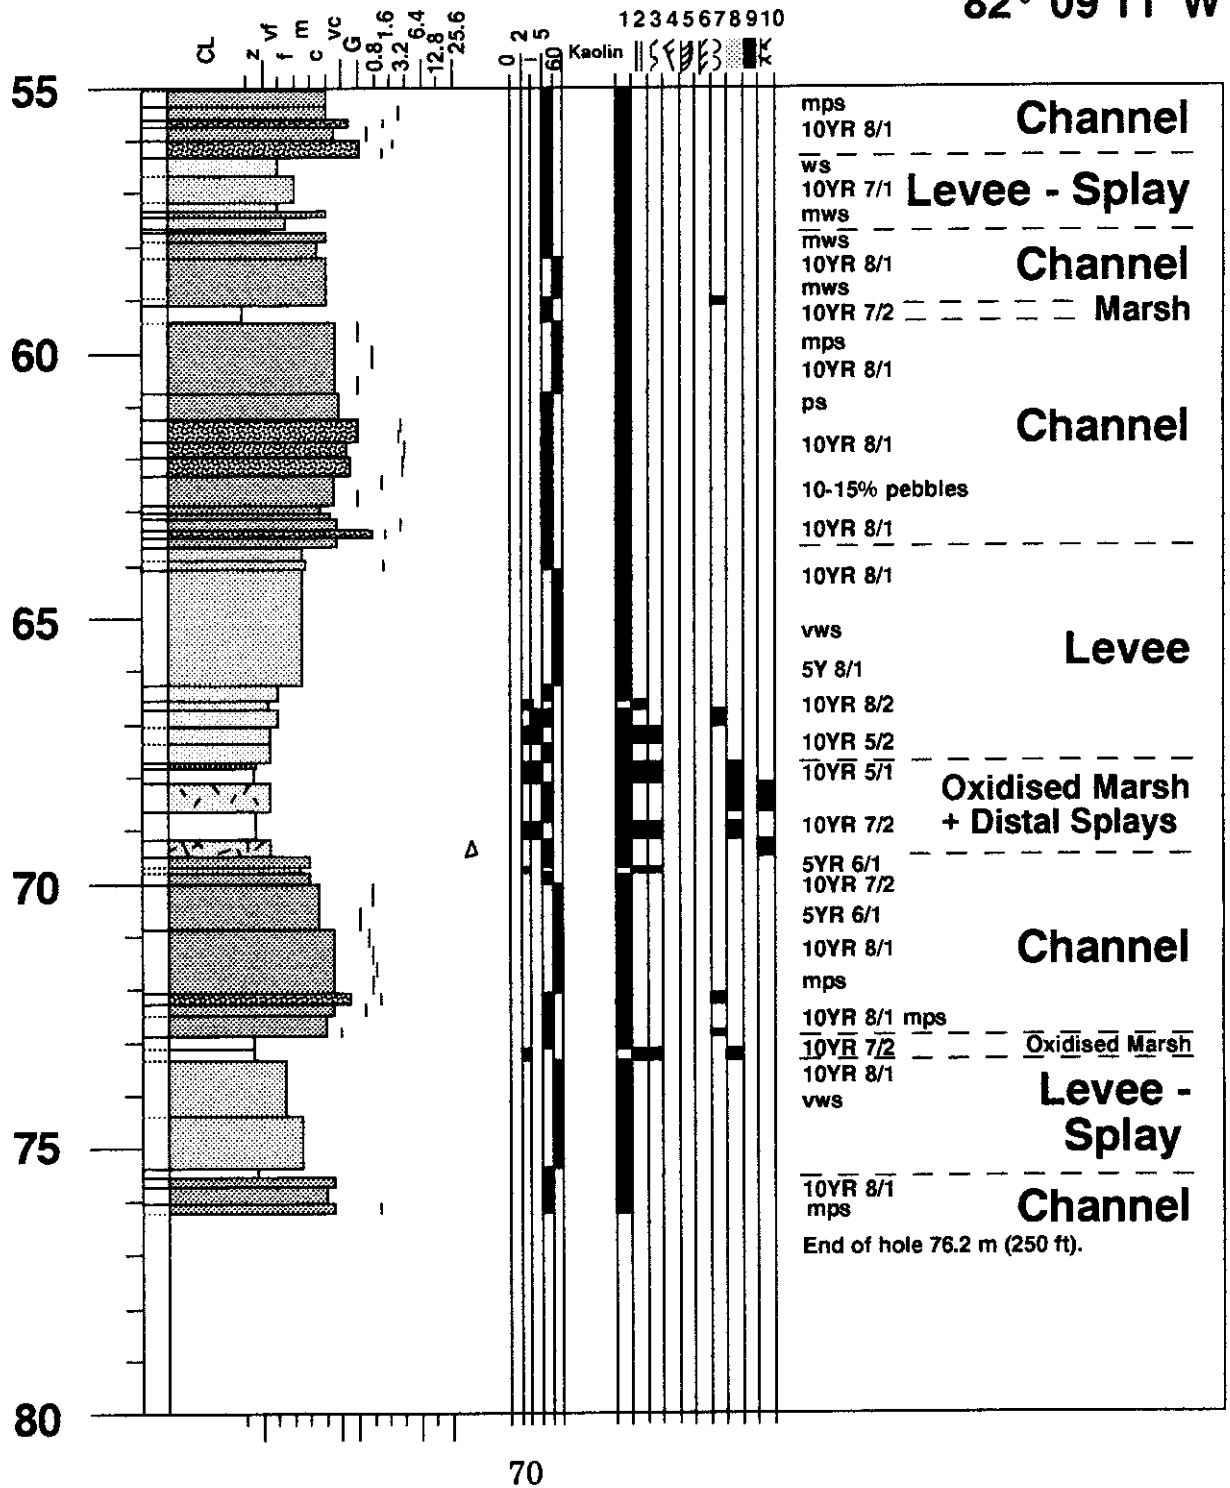 82° 09'11" W
CL z vf f m c vc G 0.8 1.6 3.2 6.4 12.8 25.6
0 2 5 60 Kaolin 1 2 3 4 5 6 7 8 9 10
55
mps
10YR 8/1
Channel
ws
10YR 7/1
Levee - Splay
mws
mws
10YR 8/1
Channel
mws
10YR 7/2
Marsh
60
mps
10YR 8/1
ps
Channel
10YR 8/1
10-15% pebbles
10YR 8/1
10YR 8/1
65
vws
Levee
5Y 8/1
10YR 8/2
10YR 5/2
10YR 5/1
Oxidised Marsh
+ Distal Splays
10YR 7/2
5YR 6/1
70
10YR 7/2
5YR 6/1
10YR 8/1
Channel
mps
10YR 8/1 mps
10YR 7/2
Oxidised Marsh
10YR 8/1
vws
Levee -
Splay
75
10YR 8/1
mps
Channel
End of hole 76.2 m (250 ft).
80
70